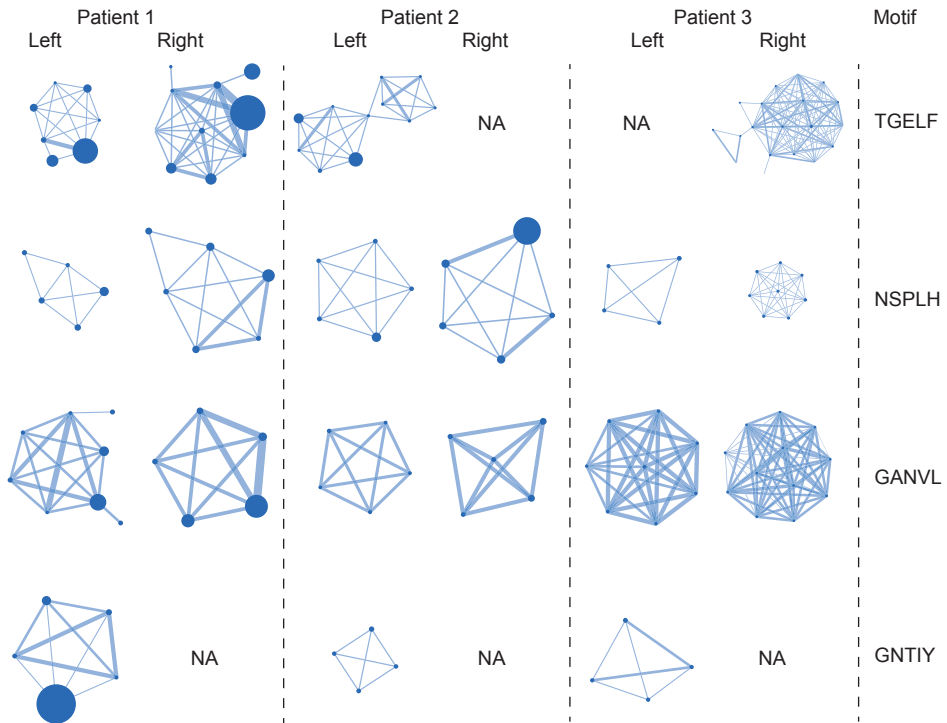 Patient 1 Patient 2 Patient 3 Motif
Left Right Left Right Left Right
NA NA TGELF
NSPLH
GANVL
NA NA NA GNTIY